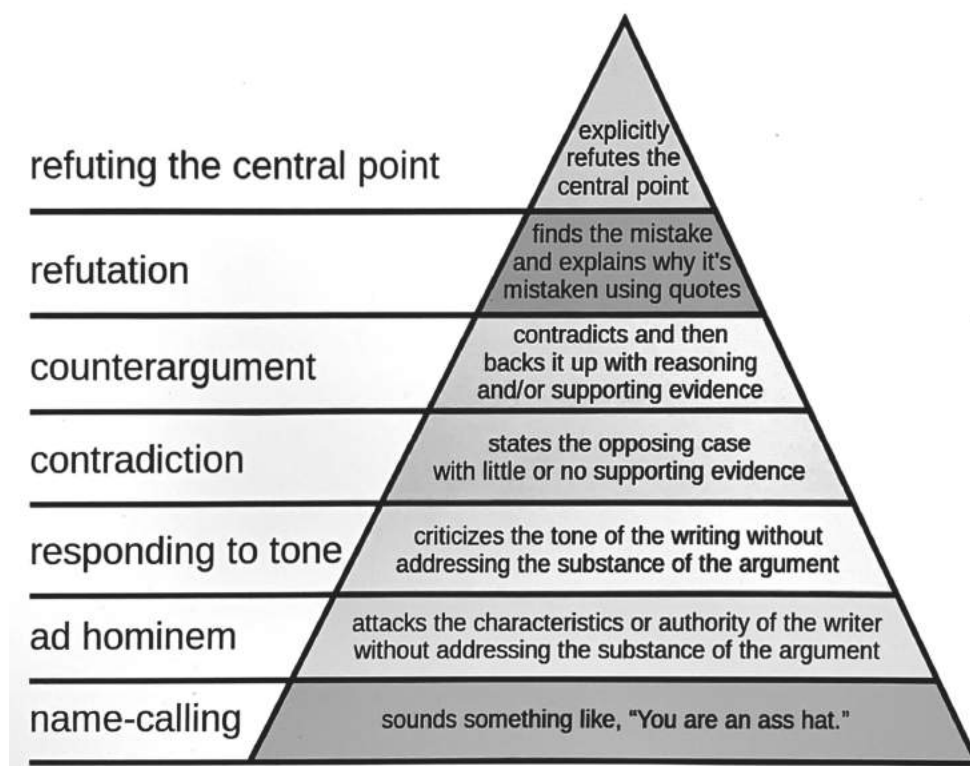 refuting the central point
explicitly
refutes the
central point
refutation
finds the mistake
and explains why it's
mistaken using quotes
counterargument
contradicts and then
backs it up with reasoning
and/or supporting evidence
contradiction
states the opposing case
with little or no supporting evidence
responding to tone
criticizes the tone of the writing without
addressing the substance of the argument
ad hominem
attacks the characteristics or authority of the writer
without addressing the substance of the argument
name-calling
sounds something like, “You are an ass hat.”